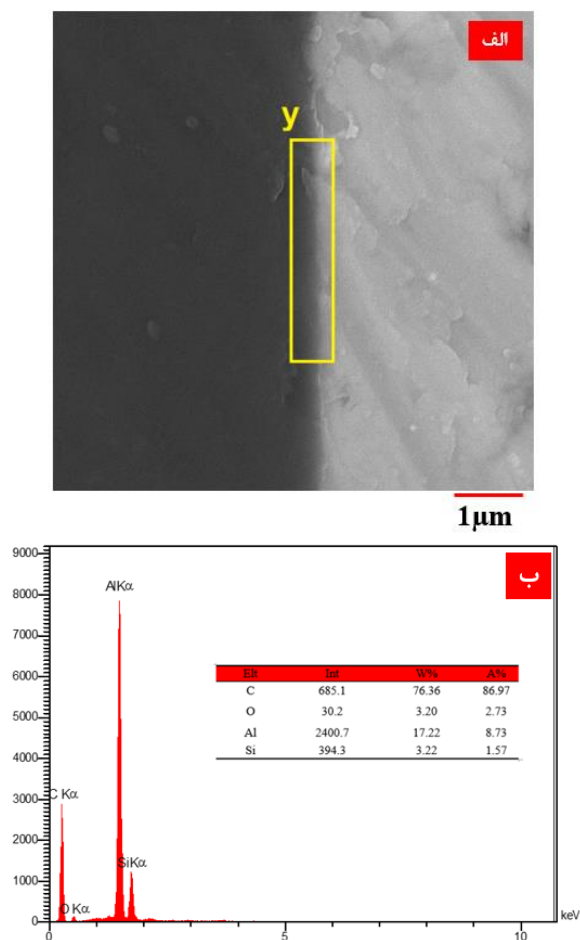 الف
y
1μm
ب
9000
8000
7000
6000
5000
4000
3000
2000
1000
0
AlKα
C Kα
SiKα
O Kα
Elt Int W% A%
C 685.1 76.36 86.97
O 30.2 3.20 2.73
Al 2400.7 17.22 8.73
Si 394.3 3.22 1.57
keV
0 5 10